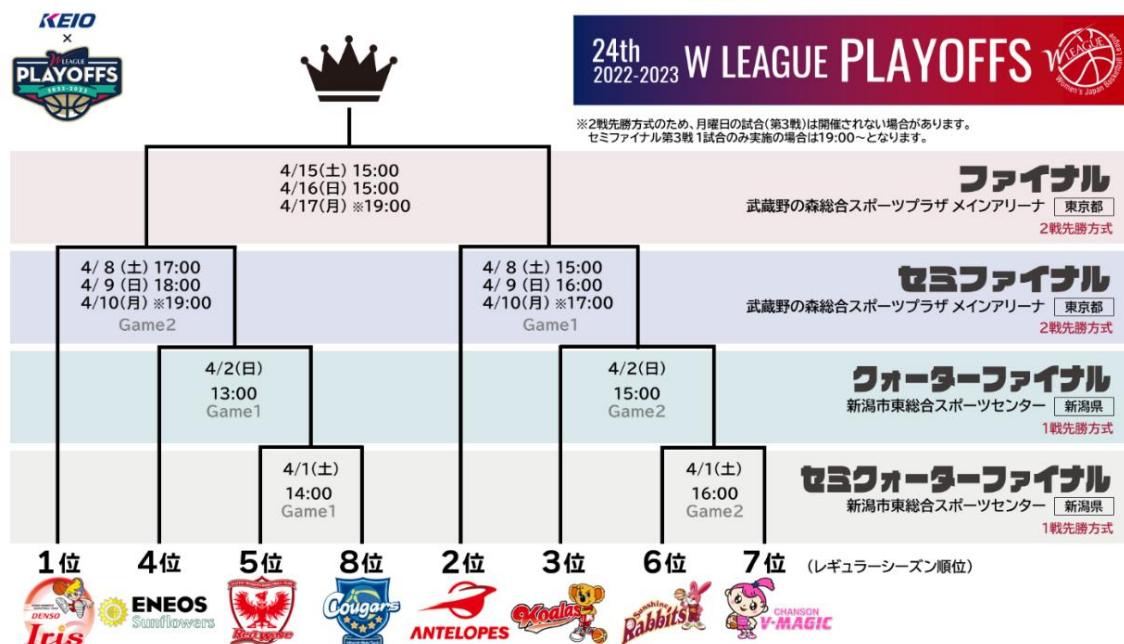 KEIO
×
W LEAGUE
PLAYOFFS
2022-2023
24th
2022-2023 W LEAGUE PLAYOFFS
W LEAGUE
Women's Japan Basketball League
※2戦先勝方式のため、月曜日の試合(第3戦)は開催されない場合があります。
セミファイナル第3戦 1試合のみ実施の場合は19:00~となります。
4/15(土) 15:00
4/16(日) 15:00
4/17(月) ※19:00
ファイナル
武蔵野の森総合スポーツプラザ メインアリーナ 東京都
2戦先勝方式
4/ 8 (土) 17:00
4/ 9 (日) 18:00
4/10(月) ※19:00
Game2
4/ 8 (土) 15:00
4/ 9 (日) 16:00
4/10(月) ※17:00
Game1
セミファイナル
武蔵野の森総合スポーツプラザ メインアリーナ 東京都
2戦先勝方式
4/2(日)
13:00
Game1
4/2(日)
15:00
Game2
クォーターファイナル
新潟市東総合スポーツセンター 新潟県
1戦先勝方式
4/1(土)
14:00
Game1
4/1(土)
16:00
Game2
セミクォーターファイナル
新潟市東総合スポーツセンター 新潟県
1戦先勝方式
1位 4位 5位 8位 2位 3位 6位 7位 (レギュラーシーズン順位)
DENSO
Iris
ENEOS
Sunflowers
Redwave
Cougars
ANTELOPES
Koalas
Sunshine
Rabbits
CHANSON
V-MAGIC